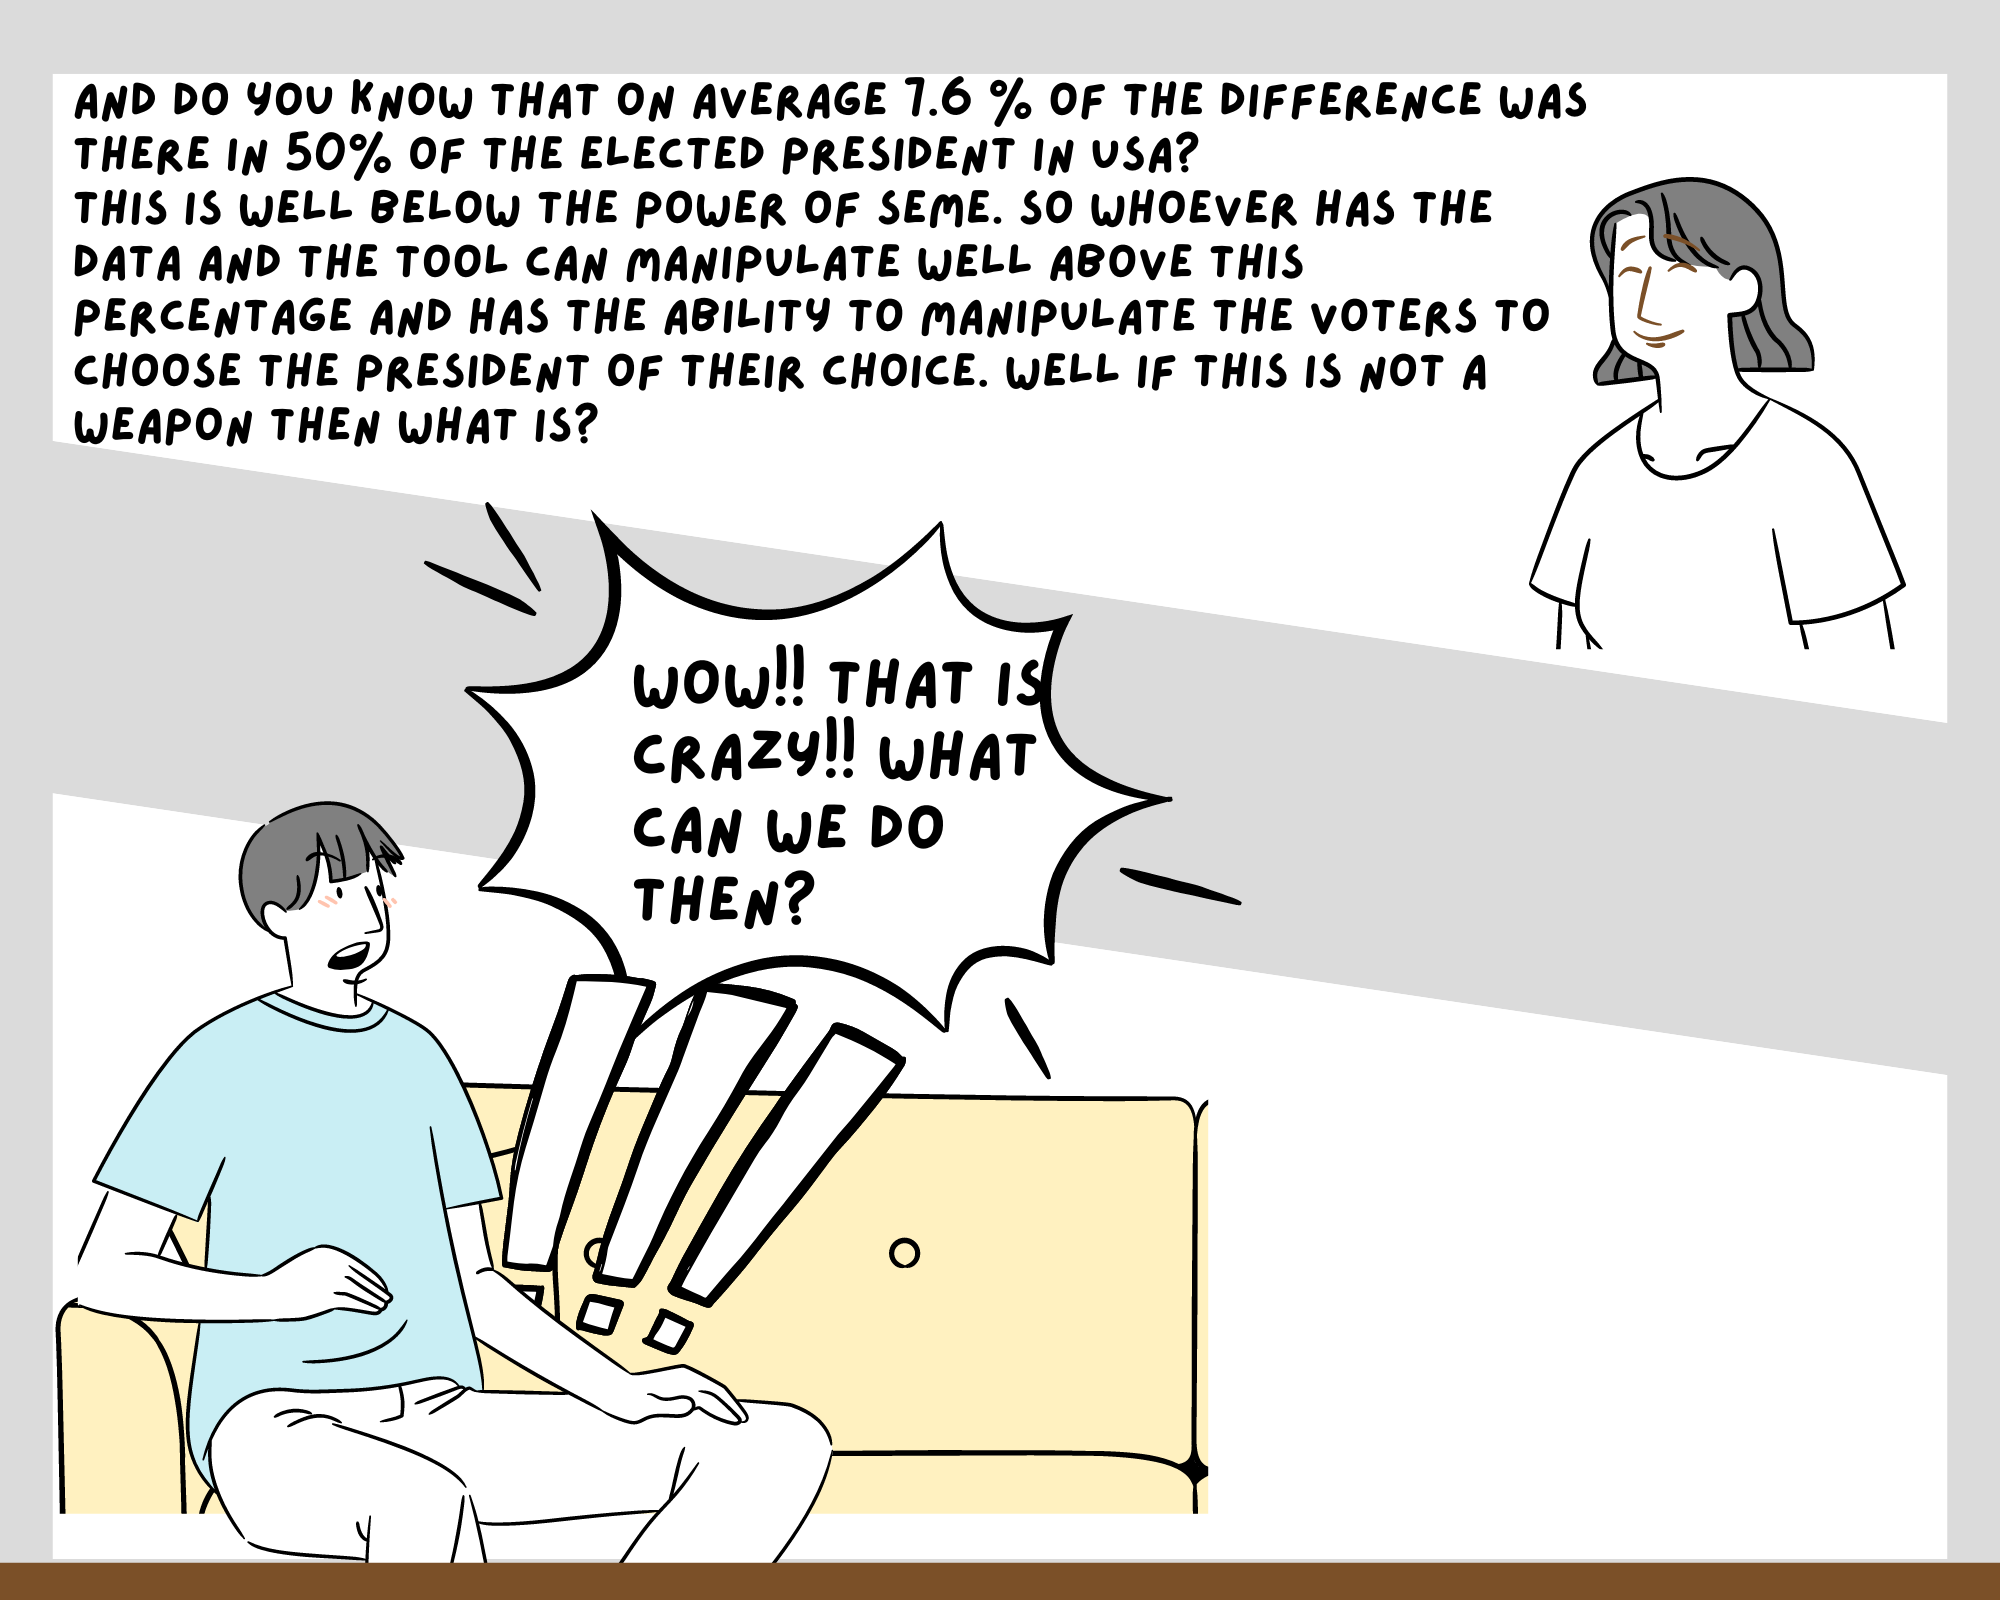 AND DO YOU KNOW THAT ON AVERAGE 7.6 % OF THE DIFFERENCE WAS
THERE IN 50% OF THE ELECTED PRESIDENT IN USA?
THIS IS WELL BELOW THE POWER OF SEME. SO WHOEVER HAS THE
DATA AND THE TOOL CAN MANIPULATE WELL ABOVE THIS
PERCENTAGE AND HAS THE ABILITY TO MANIPULATE THE VOTERS TO
CHOOSE THE PRESIDENT OF THEIR CHOICE. WELL IF THIS IS NOT A
WEAPON THEN WHAT IS?
WOW!! THAT IS
CRAZY!! WHAT
CAN WE DO
THEN?
!!!